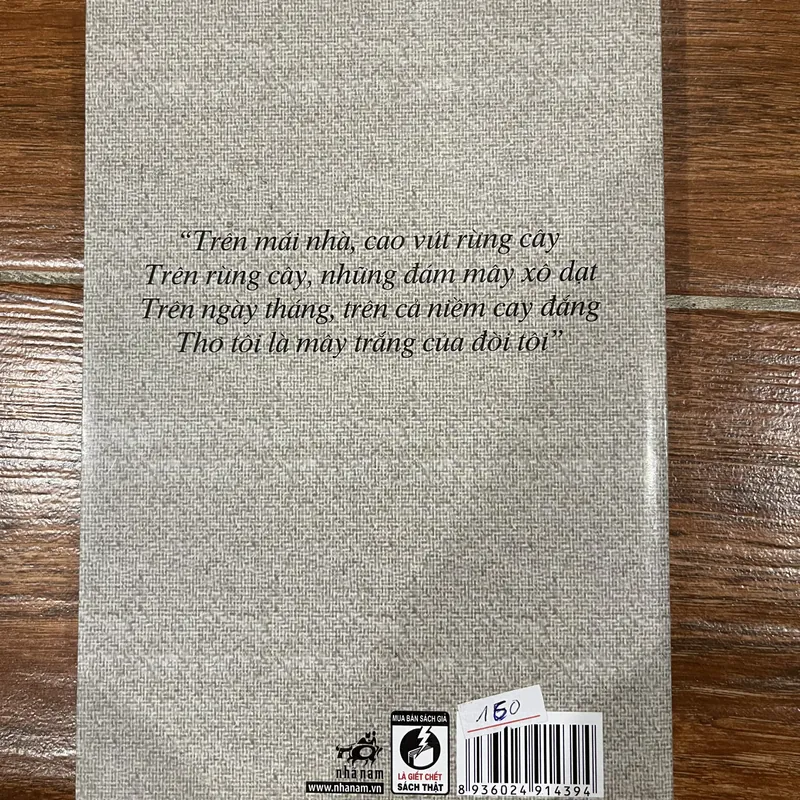 “Trên mái nhà, cao vút rừng cây
Trên rừng cây, những đám mây xô dạt
Trên ngày tháng, trên cả niềm cay đắng
Thơ tôi là mây trắng của đời tôi”
MUA BÁN SÁCH GIẢ
LÀ GIẾT CHẾT
SÁCH THẬT
nhã nam
www.nhanam.vn
150
8 936024 914394